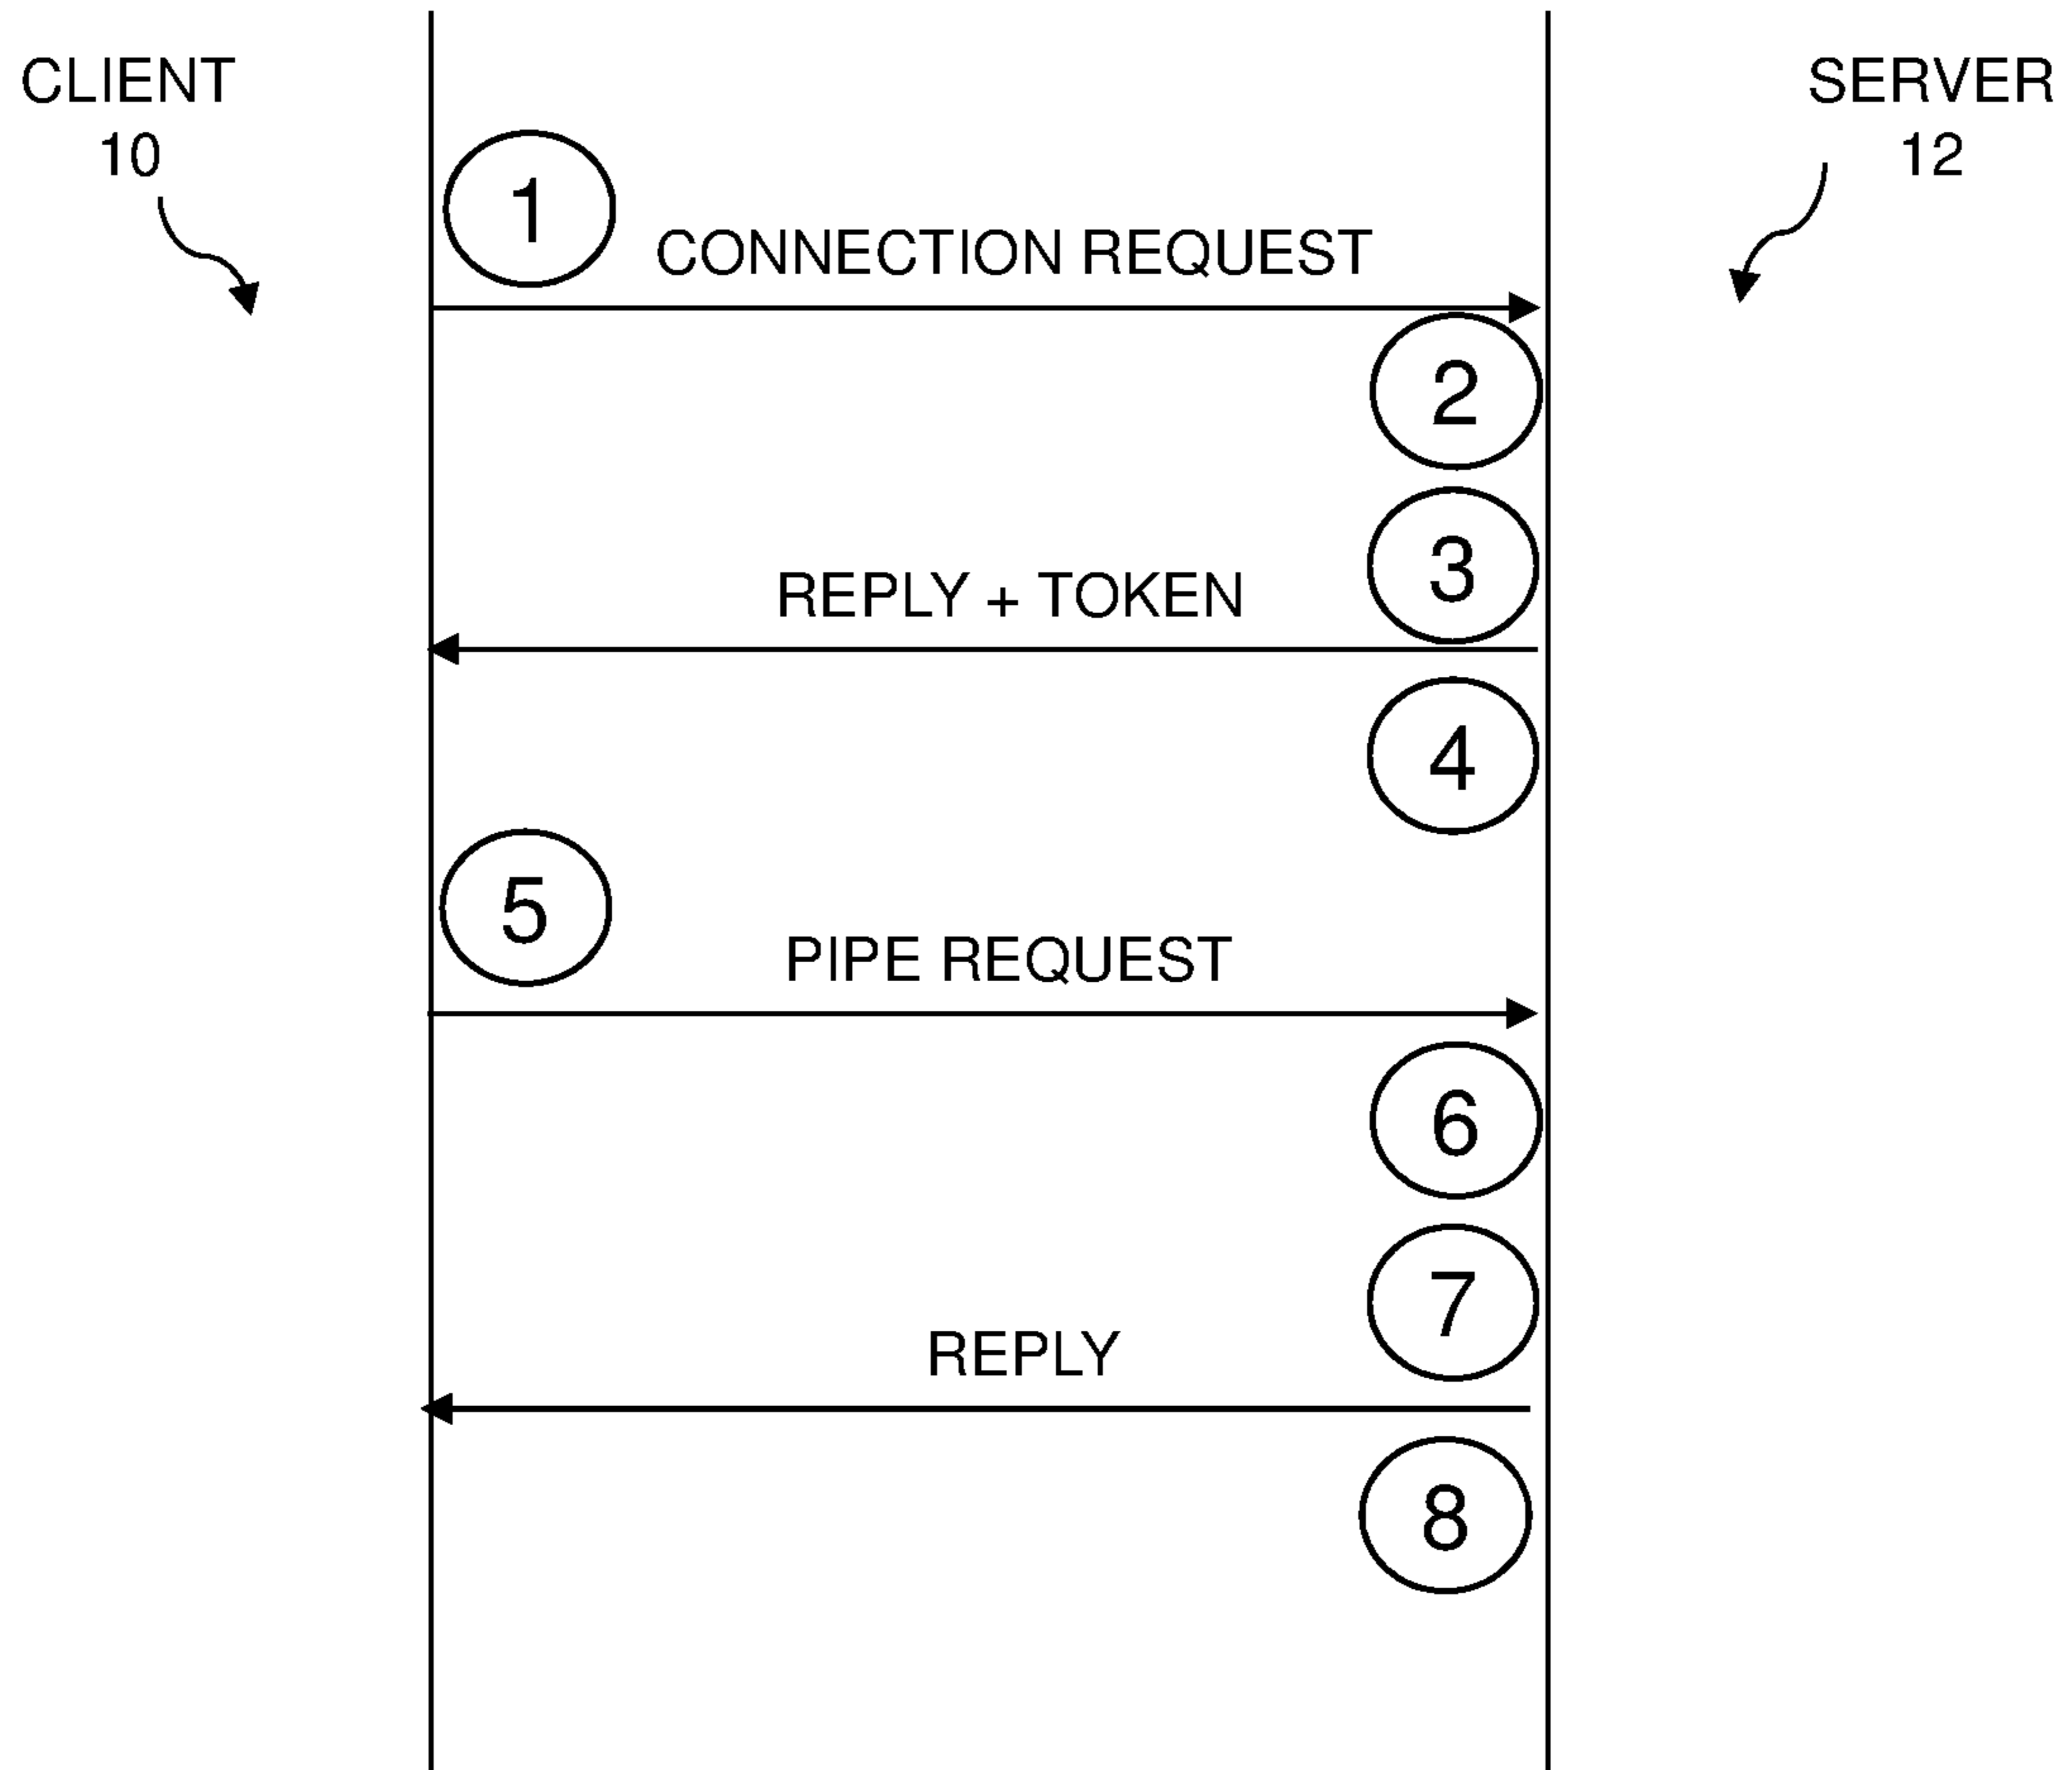 CLIENT
10
SERVER
12
1
CONNECTION REQUEST
2
3
REPLY + TOKEN
4
5
PIPE REQUEST
6
7
REPLY
8